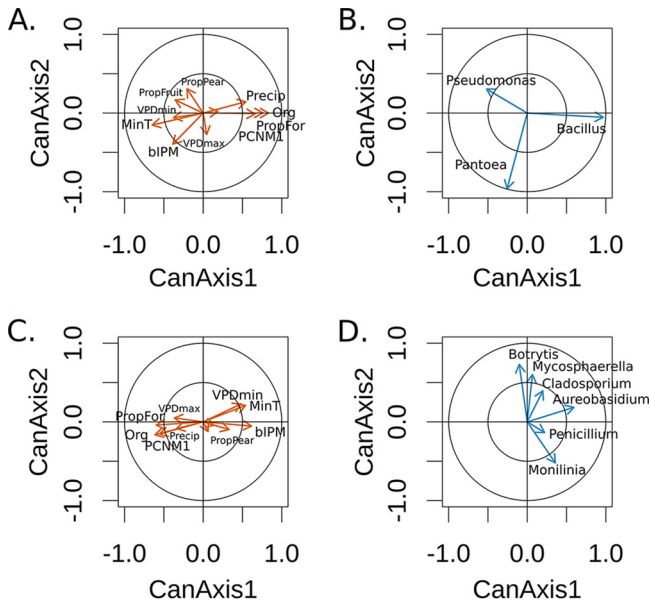 A.
CanAxis2
1.0
0.0
-1.0
PropPear
PropFruit
Precip
VPDmin
Org
MinT
PropFor
PCNM1
bIPM
VPDmax
-1.0 0.0 1.0
CanAxis1
B.
CanAxis2
1.0
0.0
-1.0
Pseudomonas
Bacillus
Pantoea
-1.0 0.0 1.0
CanAxis1
C.
CanAxis2
1.0
0.0
-1.0
VPDmin
VPDmax
MinT
PropFor
Org
Precip
bIPM
PCNM1
PropPear
-1.0 0.0 1.0
CanAxis1
D.
CanAxis2
1.0
0.0
-1.0
Botrytis
Mycosphaerella
Cladosporium
Aureobasidium
Penicillium
Monilinia
-1.0 0.0 1.0
CanAxis1